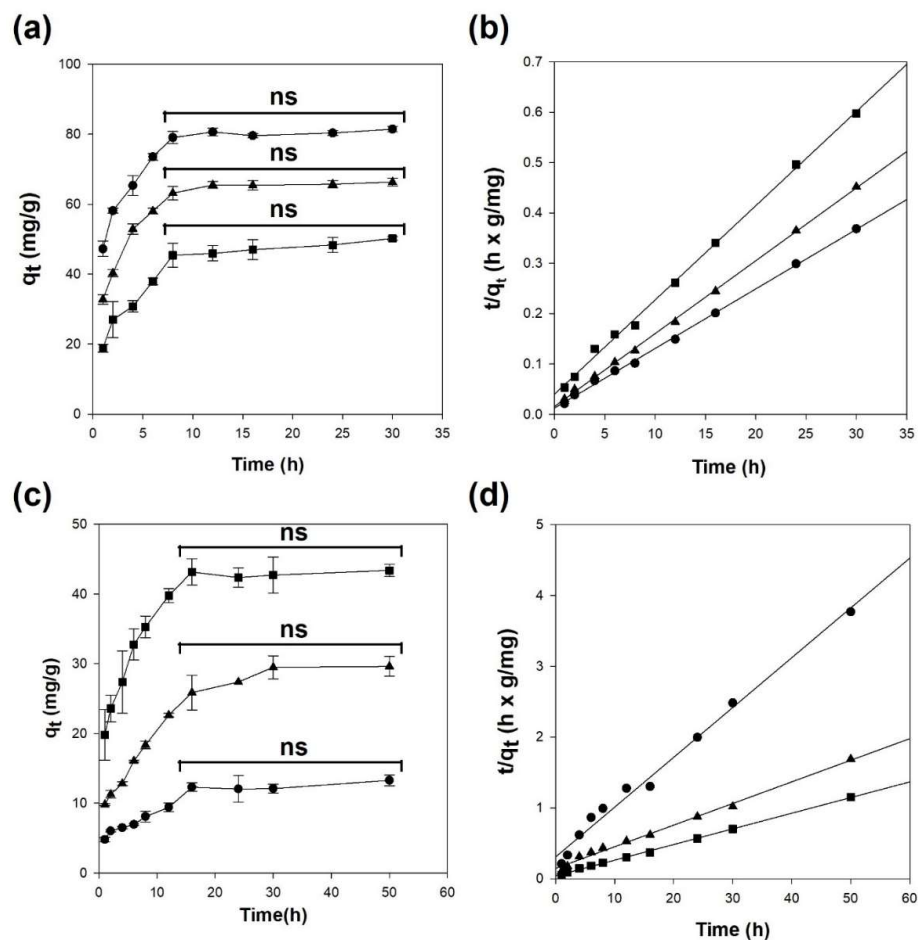 (a)
ns
ns
ns
qt (mg/g)
100
80
60
40
20
0
0 5 10 15 20 25 30 35
Time (h)
(b)
t/qt (h x g/mg)
0.7
0.6
0.5
0.4
0.3
0.2
0.1
0.0
0 5 10 15 20 25 30 35
Time (h)
(c)
ns
ns
ns
qt (mg/g)
50
40
30
20
10
0
0 10 20 30 40 50 60
Time(h)
(d)
t/qt (h x g/mg)
5
4
3
2
1
0
0 10 20 30 40 50 60
Time (h)